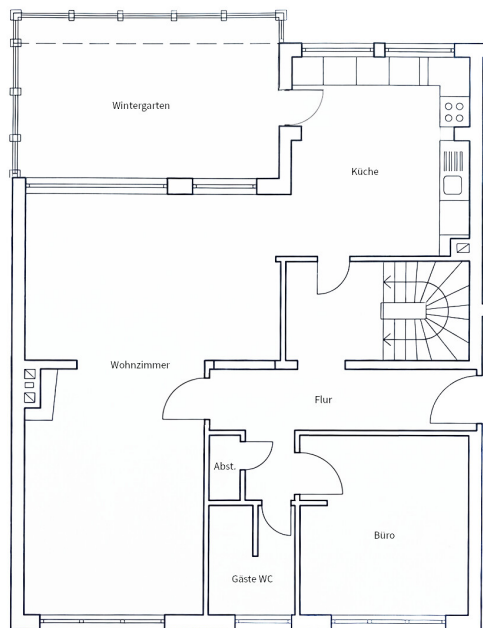 Wintergarten
Küche
Wohnzimmer
Flur
Abst.
Büro
Gäste WC